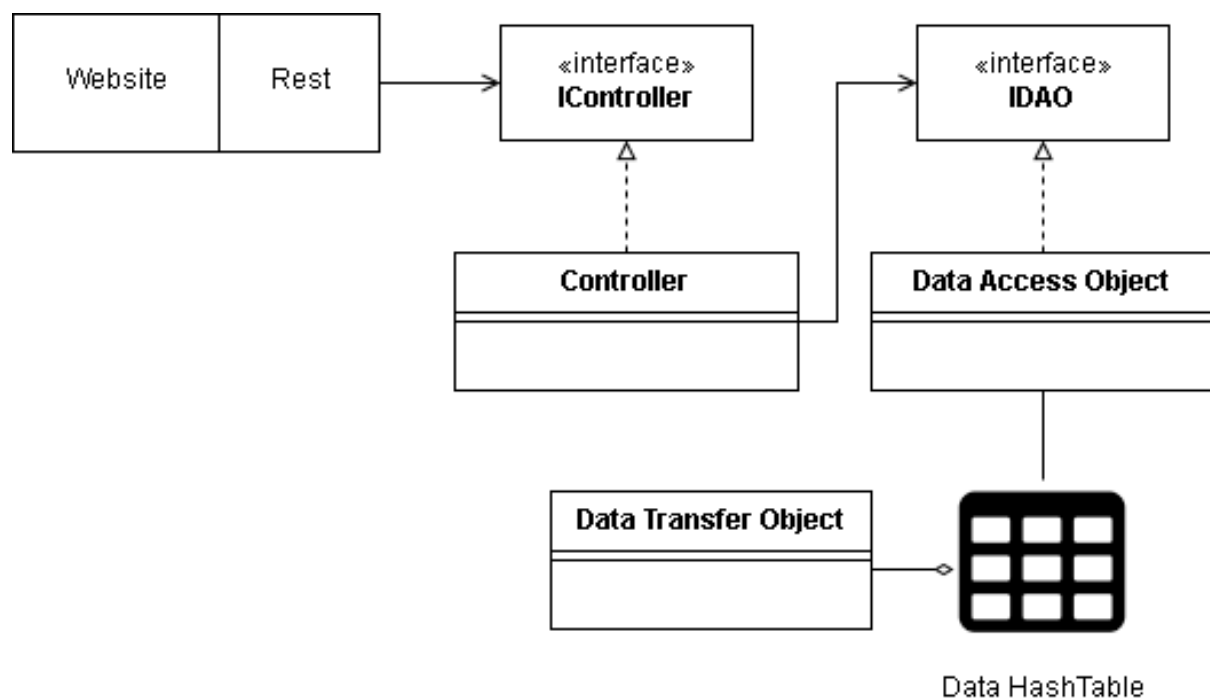 Website
Rest
«interface»
IController
«interface»
IDAO
Controller
Data Access Object
Data Transfer Object
Data HashTable